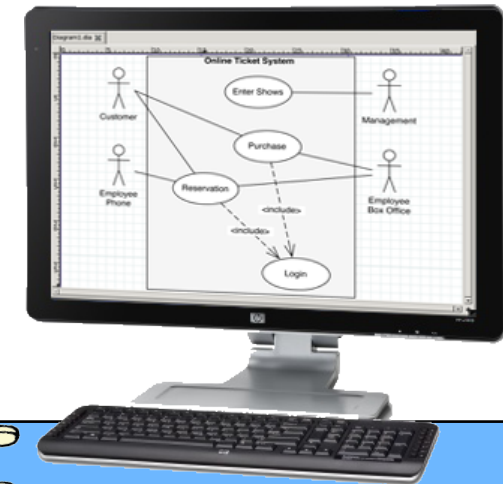 Diagram1.dia
Online Ticket System
Enter Shows
Customer
Management
Purchase
Employee
Phone
Reservation
Employee
Box Office
<include>
<include>
Login
hp